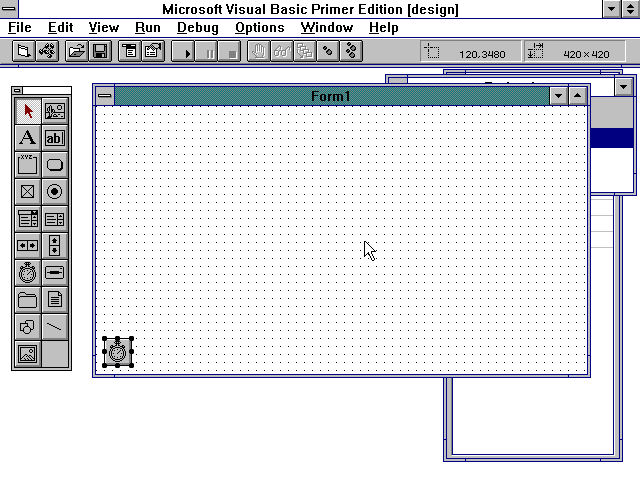 Microsoft Visual Basic Primer Edition [design]
File Edit View Run Debug Options Window Help
120,3480 420×420
Form1
XYZ
A
ab|